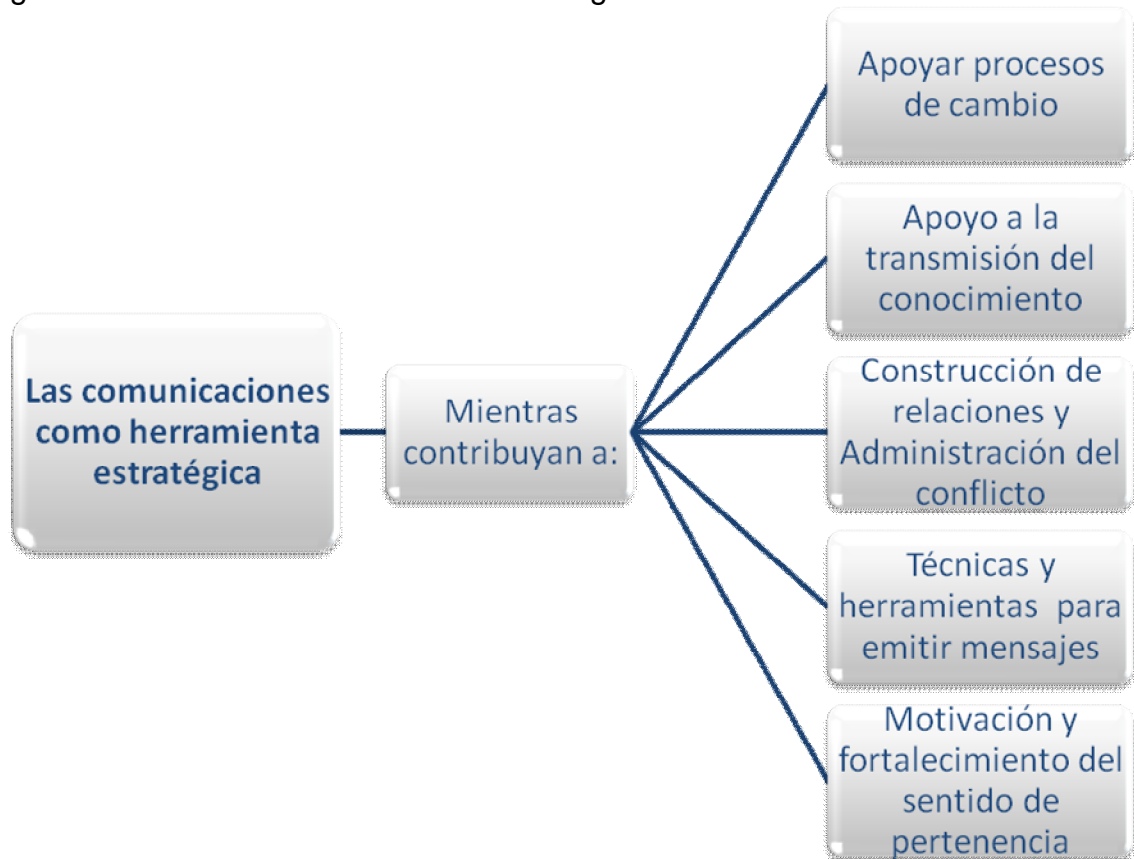 Las comunicaciones
como herramienta
estratégica
Mientras
contribuyan a:
Apoyar procesos
de cambio
Apoyo a la
transmisión del
conocimiento
Construcción de
relaciones y
Administración del
conflicto
Técnicas y
herramientas para
emitir mensajes
Motivación y
fortalecimiento del
sentido de
pertenencia